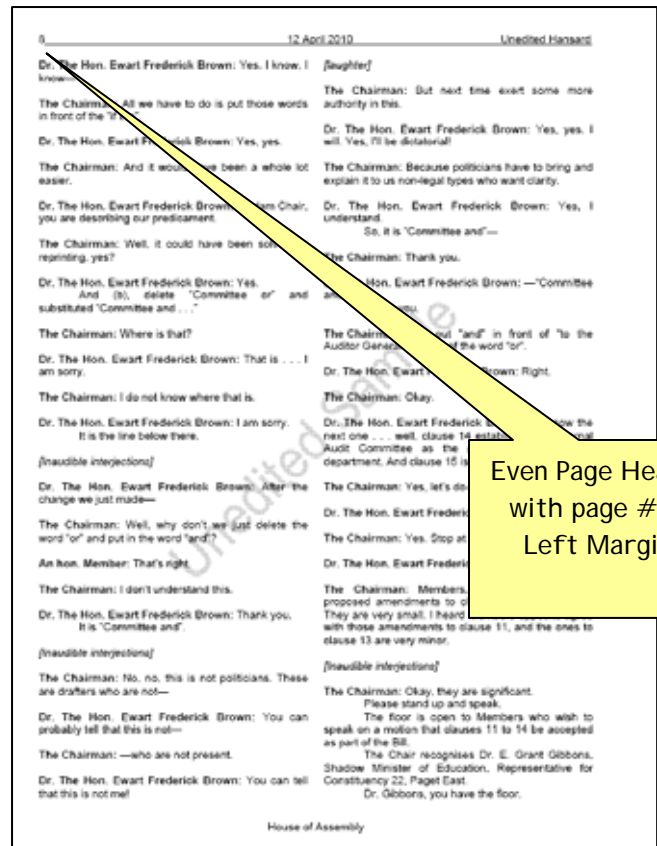 8 12 April 2010 Unedited Hansard
Dr. The Hon. Ewart Frederick Brown: Yes. I know. I
know—
The Chairman: All we have to do is put those words
in front of the "if
Dr. The Hon. Ewart Frederick Brown: Yes, yes.
The Chairman: And it would have been a whole lot
easier.
Dr. The Hon. Ewart Frederick Brown: Madam Chair,
you are describing our predicament.
The Chairman: Well, it could have been
reprinting, yes?
Dr. The Hon. Ewart Frederick Brown: Yes.
And (b), delete "Committee or" and
substituted "Committee and . . ."
The Chairman: Where is that?
Dr. The Hon. Ewart Frederick Brown: That is . . . I
am sorry.
The Chairman: I do not know where that is.
Dr. The Hon. Ewart Frederick Brown: I am sorry.
It is the line below there.
[Inaudible interjections]
Dr. The Hon. Ewart Frederick Brown: After the
change we just made—
The Chairman: Well, why don't we just delete the
word "or" and put in the word "and"?
An hon. Member: That's right.
The Chairman: I don't understand this.
Dr. The Hon. Ewart Frederick Brown: Thank you.
It is "Committee and".
[Inaudible interjections]
The Chairman: No, no, this is not politicians. These
are drafters who are not—
Dr. The Hon. Ewart Frederick Brown: You can
probably tell that this is not—
The Chairman: —who are not present.
Dr. The Hon. Ewart Frederick Brown: You can tell
that this is not me!
[laughter]
The Chairman: But next time exert some more
authority in this.
Dr. The Hon. Ewart Frederick Brown: Yes, yes. I
will. Yes, I'll be dictatorial!
The Chairman: Because politicians have to bring and
explain it to us non-legal types who want clarity.
Dr. The Hon. Ewart Frederick Brown: Yes, I
understand.
So, it is "Committee and"—
The Chairman: Thank you.
Hon. Ewart Frederick Brown: —"Committee
you.
The Chairman: out "and" in front of "to the
Auditor General of the word "or".
Dr. The Hon. Ewart Brown: Right.
The Chairman: Okay.
Dr. The Hon. Ewart Frederick now the
next one . . . well, clause 14
Audit Committee as the
department. And clause 15 is
The Chairman: Yes, let's do
Dr. The Hon. Ewart Frederic
The Chairman: Yes. Stop at
Dr. The Hon. Ewart Frederic
The Chairman: Members,
proposed amendments to
They are very small. I heard
with those amendments to clause 11, and the ones to
clause 13 are very minor.
[Inaudible interjections]
The Chairman: Okay, they are significant.
Please stand up and speak.
The floor is open to Members who wish to
speak on a motion that clauses 11 to 14 be accepted
as part of the Bill.
The Chair recognises Dr. E. Grant Gibbons,
Shadow Minister of Education, Representative for
Constituency 22, Paget East.
Dr. Gibbons, you have the floor.
House of Assembly
Unedited Sample
Even Page Hea
with page #
Left Margi